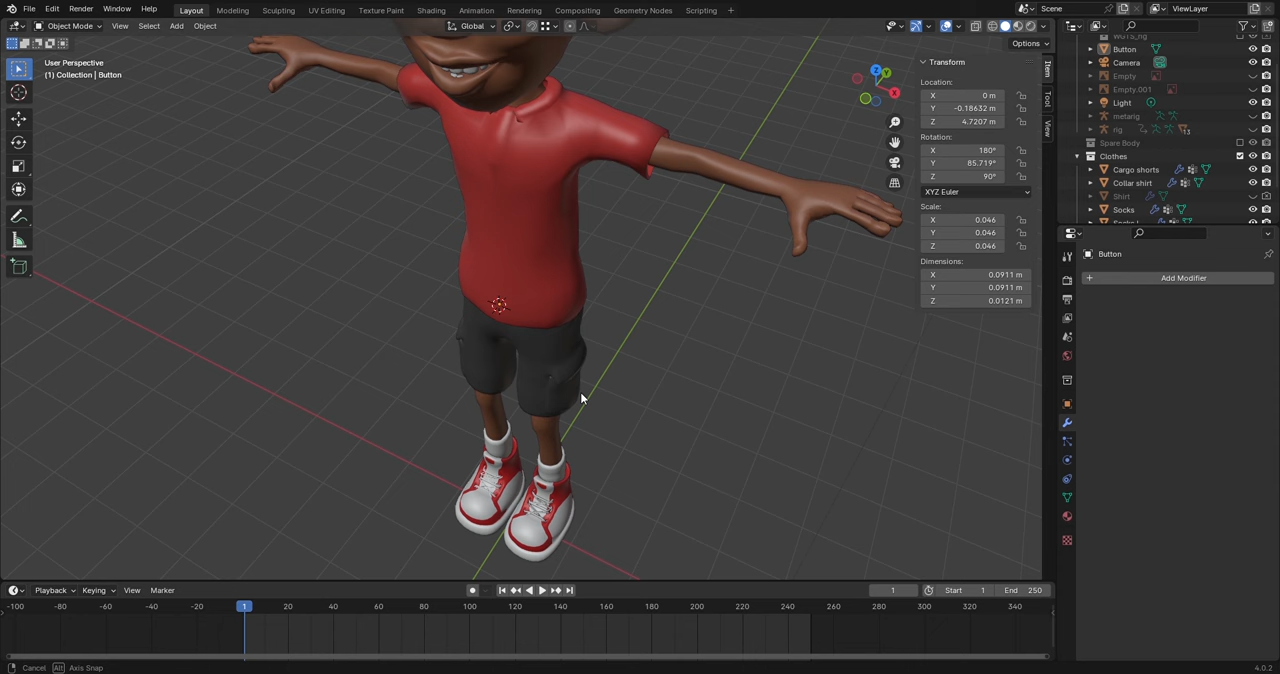 File Edit Render Window Help Layout Modeling Sculpting UV Editing Texture Paint Shading Animation Rendering Compositing Geometry Nodes Scripting + Scene ViewLayer
Object Mode View Select Add Object Global
Options
User Perspective
(1) Collection | Button
Transform
Location:
X 0 m
Y -0.18632 m
Z 4.7207 m
Rotation:
X 180°
Y 85.719°
Z 90°
XYZ Euler
Scale:
X 0.046
Y 0.046
Z 0.046
Dimensions:
X 0.0911 m
Y 0.0911 m
Z 0.0121 m
Item
Tool
View
Z
Y
X
WGTS_rig
Button
Camera
Empty
Empty.001
Light
metarig
rig 13
Spare Body
Clothes
Cargo shorts
Collar shirt
Shirt
Socks
Button
+ Add Modifier
Playback Keying View Marker 1 Start 1 End 250
-100 -80 -60 -40 -20 1 20 40 60 80 100 120 140 160 180 200 220 240 260 280 300 320 340
Cancel Alt Axis Snap 4.0.2